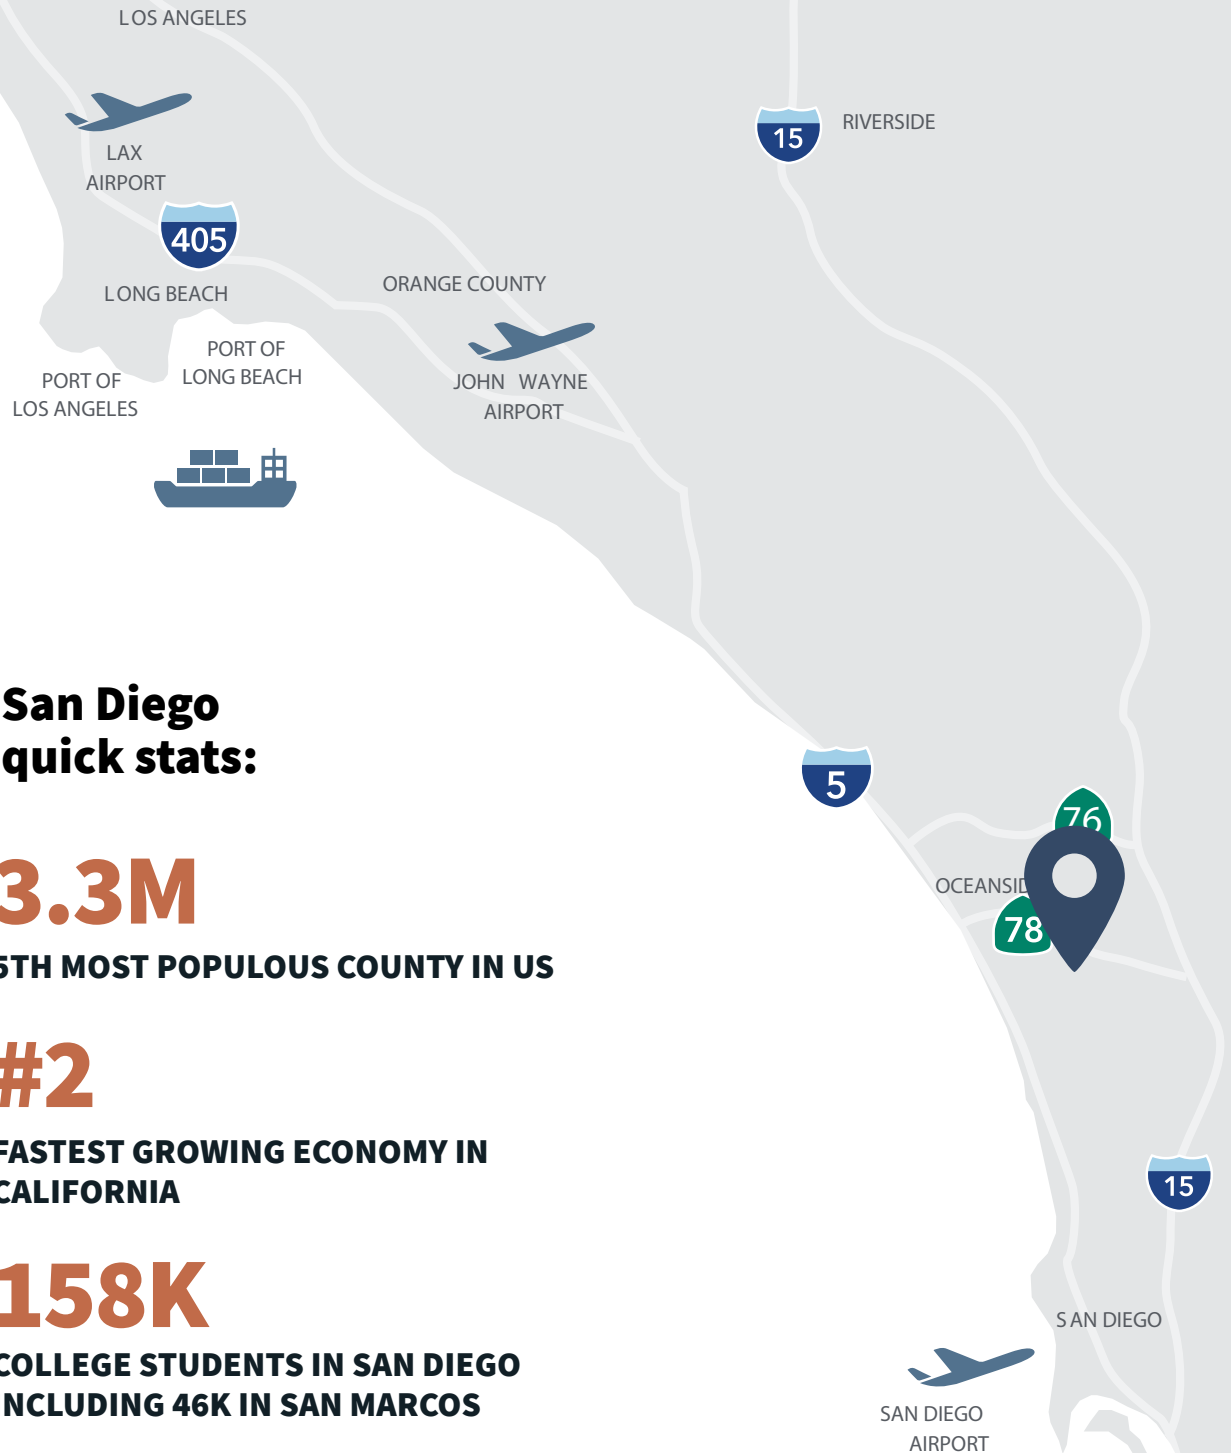 LOS ANGELES
LAX
AIRPORT
405
15
RIVERSIDE
LONG BEACH
ORANGE COUNTY
PORT OF
LONG BEACH
PORT OF
LOS ANGELES
JOHN WAYNE
AIRPORT
San Diego
quick stats:
5
76
3.3M
OCEANSID
78
5TH MOST POPULOUS COUNTY IN US
#2
FASTEST GROWING ECONOMY IN
CALIFORNIA
15
158K
SAN DIEGO
COLLEGE STUDENTS IN SAN DIEGO
INCLUDING 46K IN SAN MARCOS
SAN DIEGO
AIRPORT